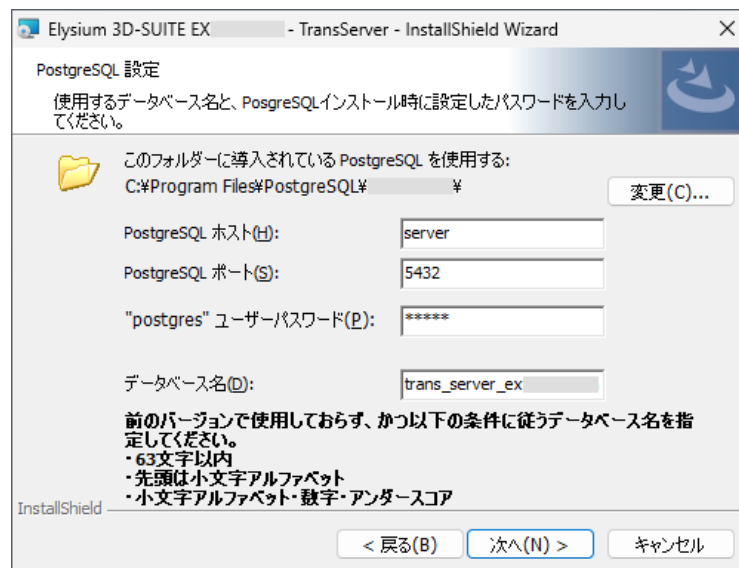 Elysium 3D-SUITE EX - TransServer - InstallShield Wizard
PostgreSQL 設定
使用するデータベース名と、PosgreSQLインストール時に設定したパスワードを入力し
てください。
このフォルダーに導入されている PostgreSQL を使用する:
C:¥Program Files¥PostgreSQL¥ ¥
変更(C)...
PostgreSQL ホスト(H):
server
PostgreSQL ポート(S):
5432
"postgres" ユーザーパスワード(P):
*****
データベース名(D):
trans_server_ex
前のバージョンで使用しておらず、かつ以下の条件に従うデータベース名を指
定してください。
・63文字以内
・先頭は小文字アルファベット
・小文字アルファベット・数字・アンダースコア
InstallShield
< 戻る(B)
次へ(N) >
キャンセル